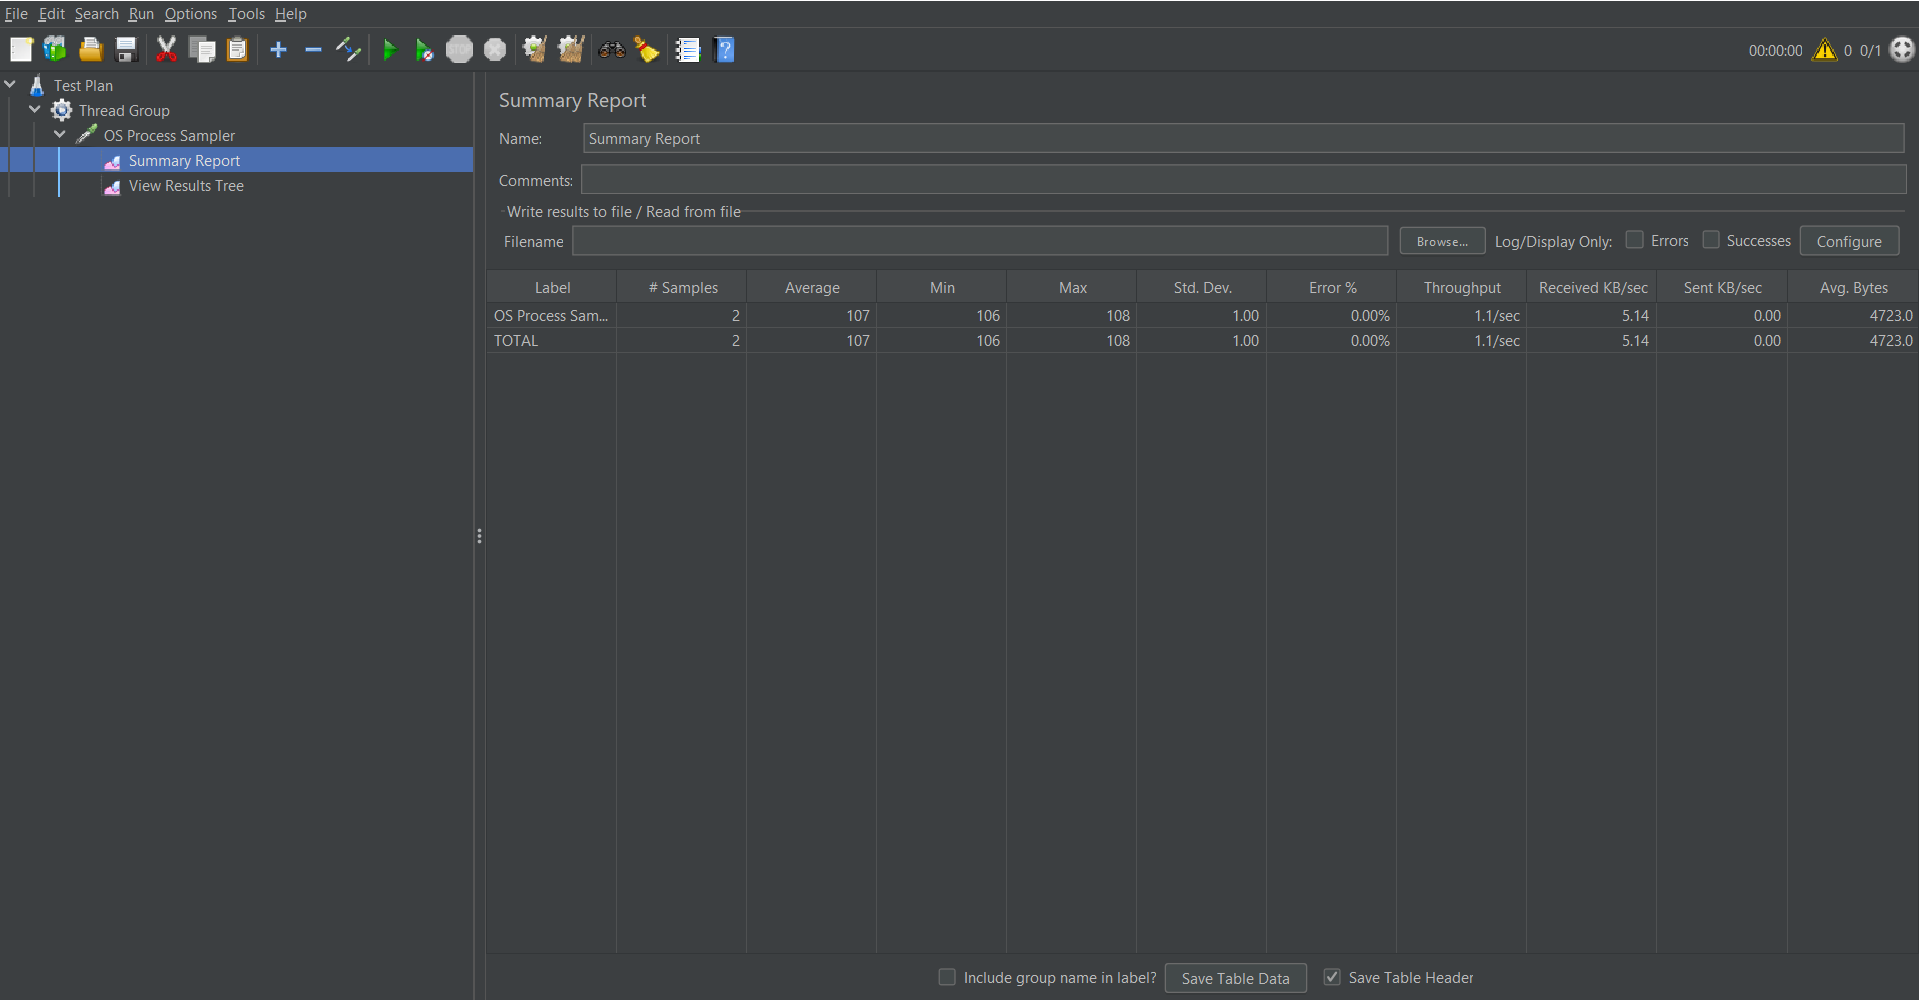 File Edit Search Run Options Tools Help
STOP
00:00:00 0 0/1
Test Plan
Thread Group
OS Process Sampler
Summary Report
View Results Tree
Summary Report
Name: Summary Report
Comments:
Write results to file / Read from file
Filename Browse... Log/Display Only: Errors Successes Configure
Label # Samples Average Min Max Std. Dev. Error % Throughput Received KB/sec Sent KB/sec Avg. Bytes
OS Process Sam... 2 107 106 108 1.00 0.00% 1.1/sec 5.14 0.00 4723.0
TOTAL 2 107 106 108 1.00 0.00% 1.1/sec 5.14 0.00 4723.0
Include group name in label? Save Table Data Save Table Header